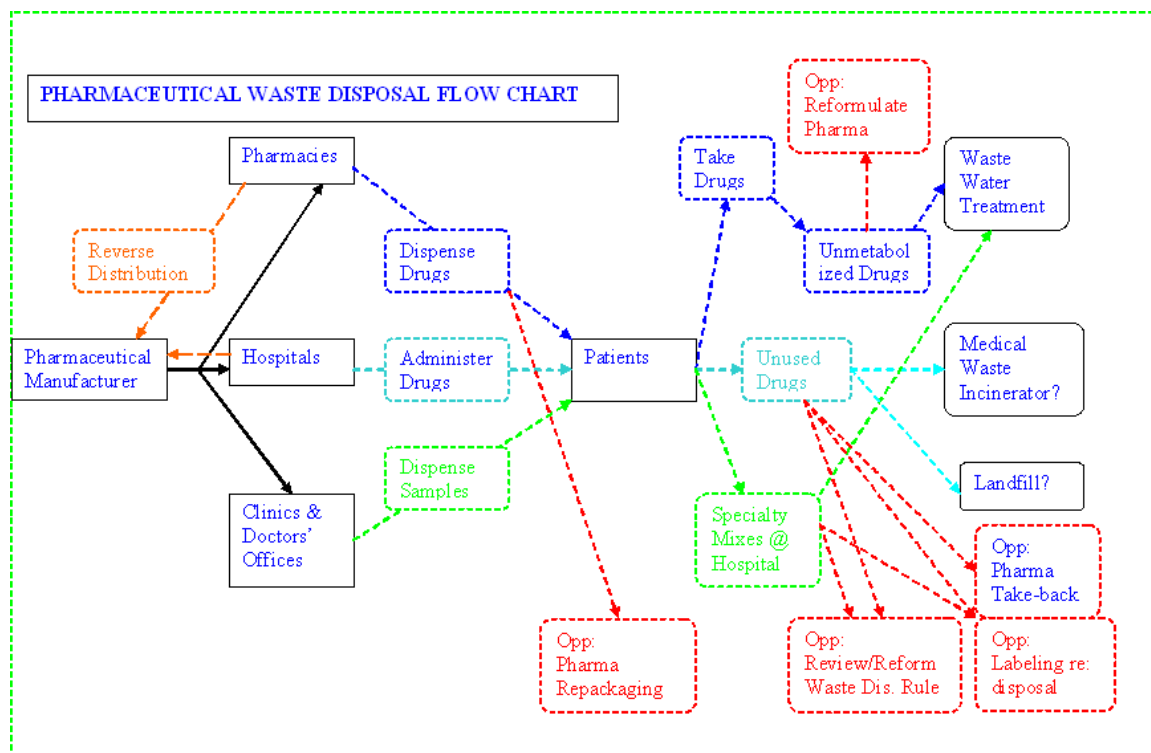 PHARMACEUTICAL WASTE DISPOSAL FLOW CHART
Opp:
Reformulate
Pharma
Pharmacies
Take
Drugs
Waste
Water
Treatment
Reverse
Distribution
Dispense
Drugs
Unmetabol
ized Drugs
Pharmaceutical
Manufacturer
Hospitals
Administer
Drugs
Patients
Unused
Drugs
Medical
Waste
Incinerator?
Dispense
Samples
Landfill?
Clinics &
Doctors'
Offices
Specialty
Mixes @
Hospital
Opp:
Pharma
Take-back
Opp:
Pharma
Repackaging
Opp:
Review/Reform
Waste Dis. Rule
Opp:
Labeling re:
disposal